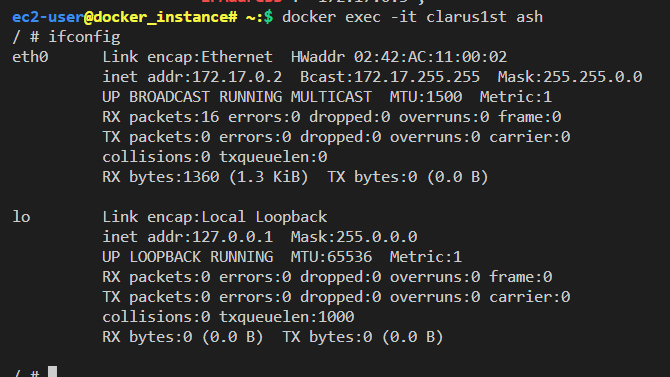 ec2-user@docker_instance# ~:$ docker exec -it clarus1st ash
/ # ifconfig
eth0      Link encap:Ethernet  HWaddr 02:42:AC:11:00:02
          inet addr:172.17.0.2  Bcast:172.17.255.255  Mask:255.255.0.0
          UP BROADCAST RUNNING MULTICAST  MTU:1500  Metric:1
          RX packets:16 errors:0 dropped:0 overruns:0 frame:0
          TX packets:0 errors:0 dropped:0 overruns:0 carrier:0
          collisions:0 txqueuelen:0
          RX bytes:1360 (1.3 KiB)  TX bytes:0 (0.0 B)

lo        Link encap:Local Loopback
          inet addr:127.0.0.1  Mask:255.0.0.0
          UP LOOPBACK RUNNING  MTU:65536  Metric:1
          RX packets:0 errors:0 dropped:0 overruns:0 frame:0
          TX packets:0 errors:0 dropped:0 overruns:0 carrier:0
          collisions:0 txqueuelen:1000
          RX bytes:0 (0.0 B)  TX bytes:0 (0.0 B)

/ #